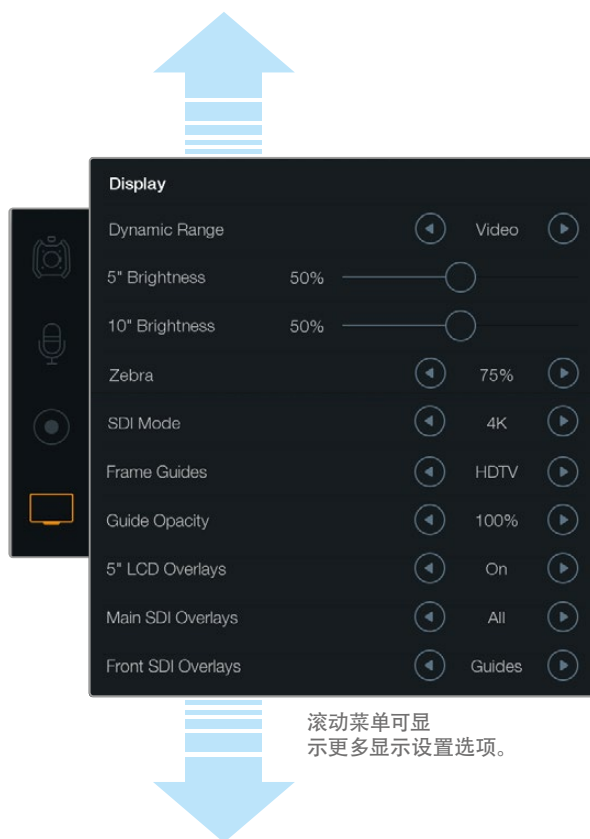 Display
Dynamic Range Video
5" Brightness 50%
10" Brightness 50%
Zebra 75%
SDI Mode 4K
Frame Guides HDTV
Guide Opacity 100%
5" LCD Overlays On
Main SDI Overlays All
Front SDI Overlays Guides
滚动菜单可显
示更多显示设置选项。